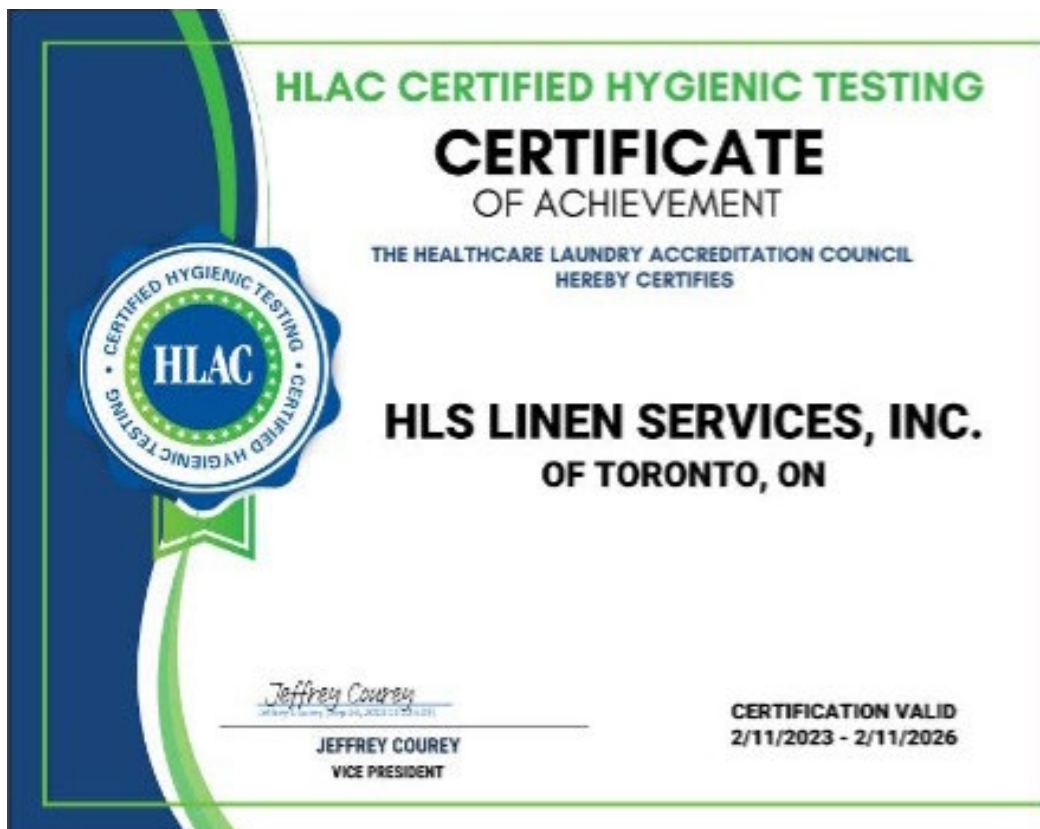 HLAC CERTIFIED HYGIENIC TESTING
CERTIFICATE
OF ACHIEVEMENT
THE HEALTHCARE LAUNDRY ACCREDITATION COUNCIL
HEREBY CERTIFIES
CERTIFIED HYGIENIC TESTING • CERTIFIED HYGIENIC TESTING •
HLAC
HLS LINEN SERVICES, INC.
OF TORONTO, ON
Jeffrey Courey
JEFFREY COUREY
VICE PRESIDENT
CERTIFICATION VALID
2/11/2023 - 2/11/2026